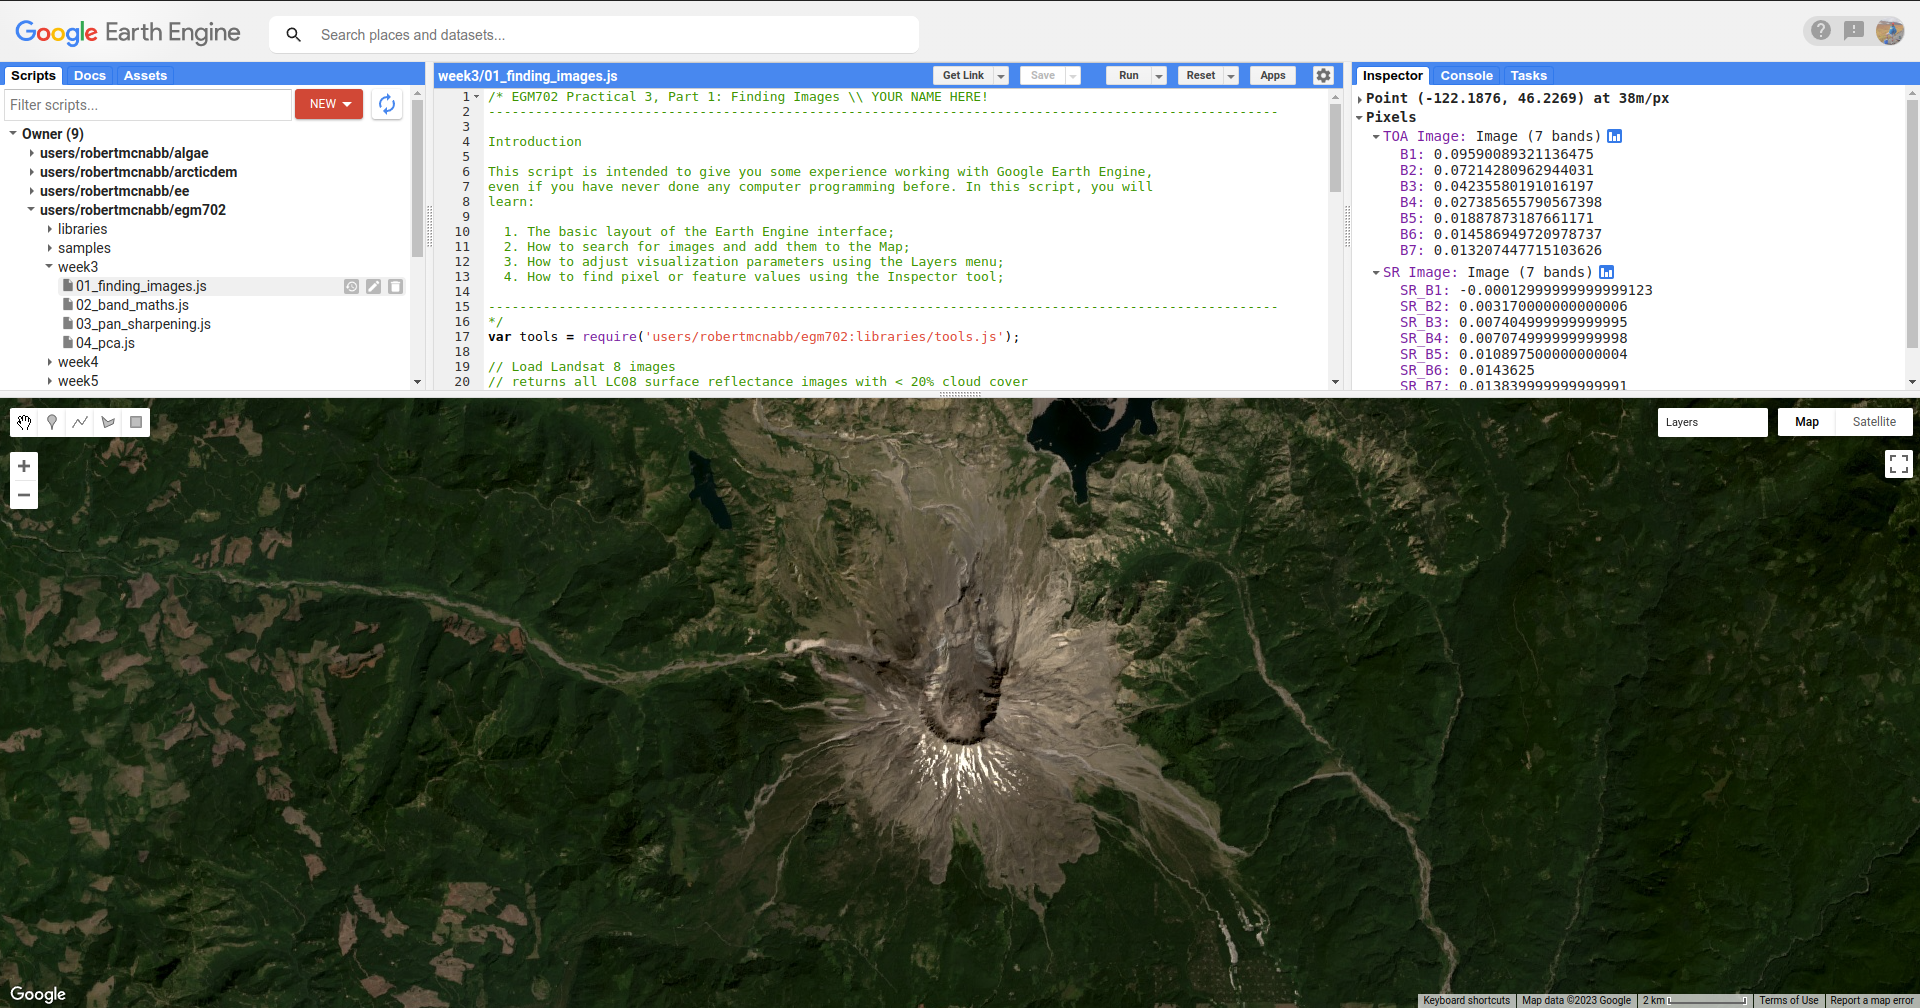 Google Earth Engine
Search places and datasets...
Scripts Docs Assets
Filter scripts...
NEW
Owner (9)
users/robertmcnabb/algae
users/robertmcnabb/arcticdem
users/robertmcnabb/ee
users/robertmcnabb/egm702
libraries
samples
week3
01_finding_images.js
02_band_maths.js
03_pan_sharpening.js
04_pca.js
week4
week5
week3/01_finding_images.js
Get Link Save Run Reset Apps
1 /* EGM702 Practical 3, Part 1: Finding Images \\ YOUR NAME HERE!
2 -----------------------------------------------------------------------------------------------------
3
4 Introduction
5
6 This script is intended to give you some experience working with Google Earth Engine,
7 even if you have never done any computer programming before. In this script, you will
8 learn:
9
10 1. The basic layout of the Earth Engine interface;
11 2. How to search for images and add them to the Map;
12 3. How to adjust visualization parameters using the Layers menu;
13 4. How to find pixel or feature values using the Inspector tool;
14
15 -----------------------------------------------------------------------------------------------------
16 */
17 var tools = require('users/robertmcnabb/egm702:libraries/tools.js');
18
19 // Load Landsat 8 images
20 // returns all LC08 surface reflectance images with < 20% cloud cover
Inspector Console Tasks
Point (-122.1876, 46.2269) at 38m/px
Pixels
TOA Image: Image (7 bands)
B1: 0.09590089321136475
B2: 0.07214280962944031
B3: 0.04235580191016197
B4: 0.027385655790567398
B5: 0.01887873187661171
B6: 0.014586949720978737
B7: 0.013207447715103626
SR Image: Image (7 bands)
SR_B1: -0.00012999999999999123
SR_B2: 0.003170000000000006
SR_B3: 0.007404999999999995
SR_B4: 0.007074999999999998
SR_B5: 0.010897500000000004
SR_B6: 0.0143625
SR_B7: 0.013839999999999991
Layers
Map Satellite
Google
Keyboard shortcuts Map data ©2023 Google 2 km Terms of Use Report a map error